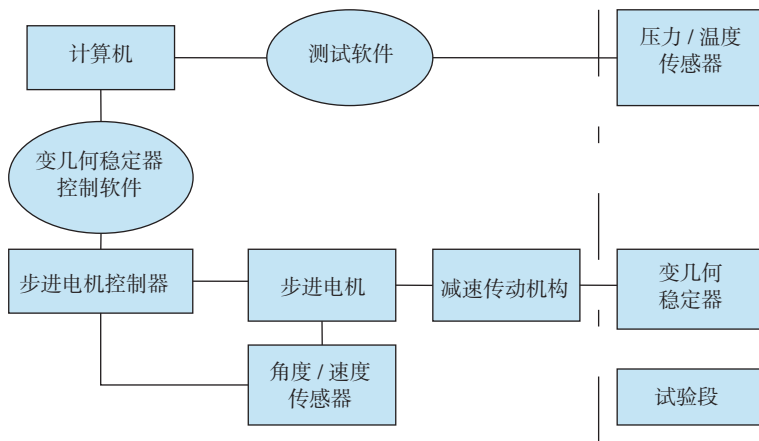 计算机
测试软件
压力 / 温度
传感器
变几何稳定器
控制软件
步进电机控制器
步进电机
减速传动机构
变几何
稳定器
角度 / 速度
传感器
试验段